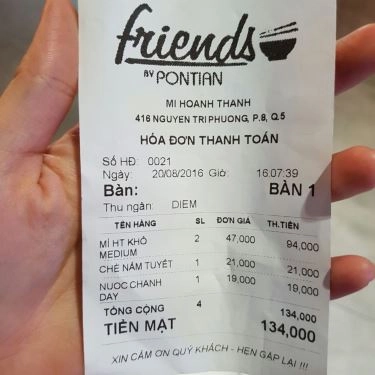 friends
BY PONTIAN
MI HOANH THANH
416 NGUYEN TRI PHUONG, P.8, Q.5
HÓA ĐƠN THANH TOÁN
Số HĐ: 0021
Ngày: 20/08/2016 Giờ: 16:07:39
Bàn: BÀN 1
Thu ngân: DIEM
TÊN HÀNG SL ĐƠN GIÁ TH.TIỀN
MÌ HT KHÔ 2 47,000 94,000
MEDIUM
CHÈ NẤM TUYẾT 1 21,000 21,000
NUOC CHANH 1 19,000 19,000
DAY
TỔNG CỘNG 4 134,000
TIỀN MẶT 134,000
XIN CẢM ƠN QUÝ KHÁCH - HẸN GẶP LẠI !!!